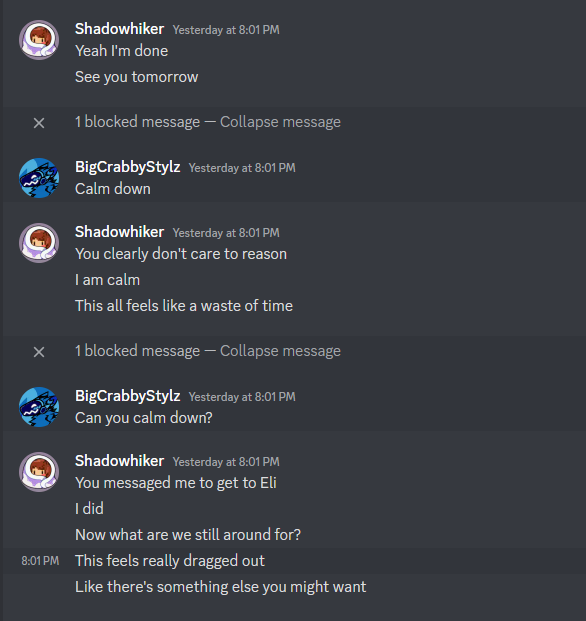 Shadowhiker Yesterday at 8:01 PM
Yeah I'm done
See you tomorrow
1 blocked message — Collapse message
BigCrabbyStylz Yesterday at 8:01 PM
Calm down
Shadowhiker Yesterday at 8:01 PM
You clearly don't care to reason
I am calm
This all feels like a waste of time
1 blocked message — Collapse message
BigCrabbyStylz Yesterday at 8:01 PM
Can you calm down?
Shadowhiker Yesterday at 8:01 PM
You messaged me to get to Eli
I did
Now what are we still around for?
8:01 PM This feels really dragged out
Like there's something else you might want